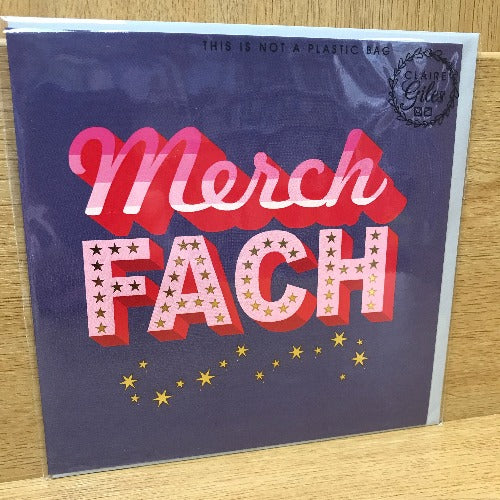 THIS IS NOT A PLASTIC BAG
CLAIRE
Giles
Merch
FACH